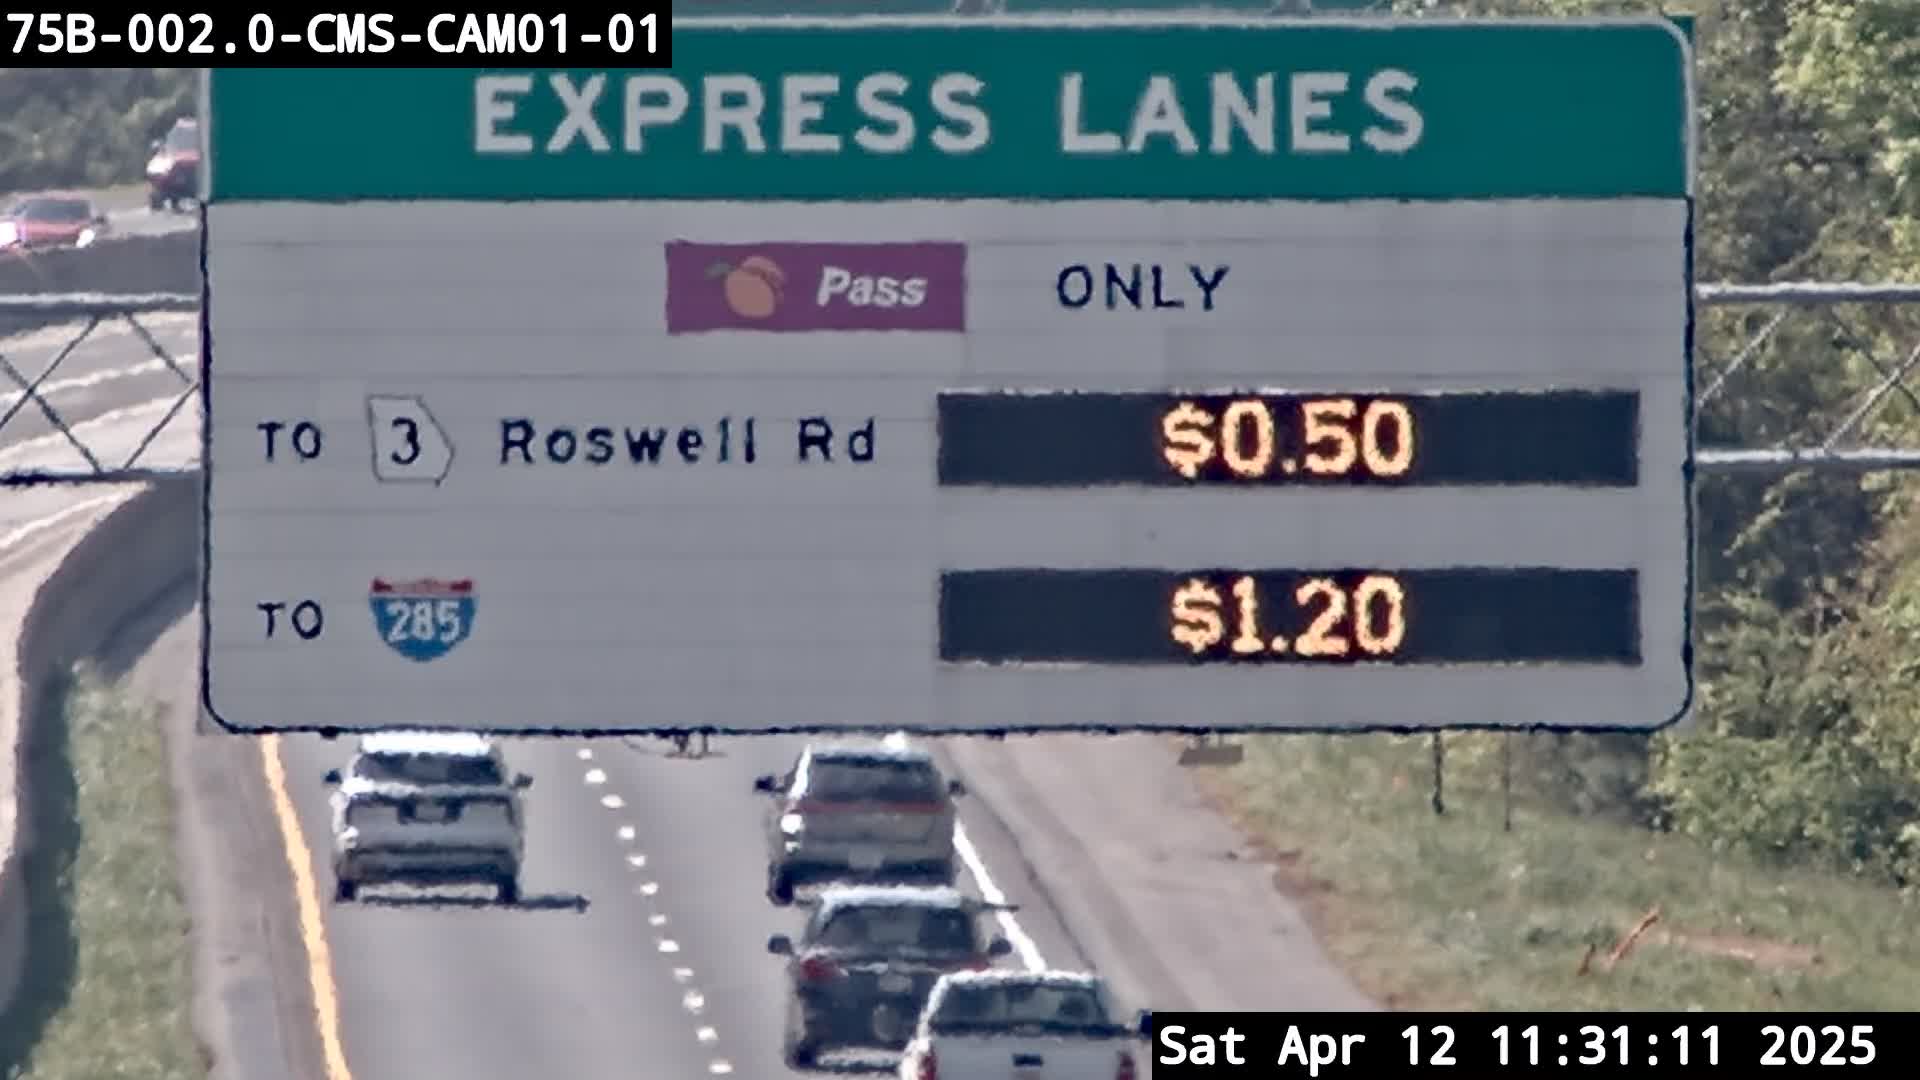 75B-002.0-CMS-CAM01-01
EXPRESS LANES
Pass ONLY
TO 3 Roswell Rd $0.50
TO 285 $1.20
Sat Apr 12 11:31:11 2025